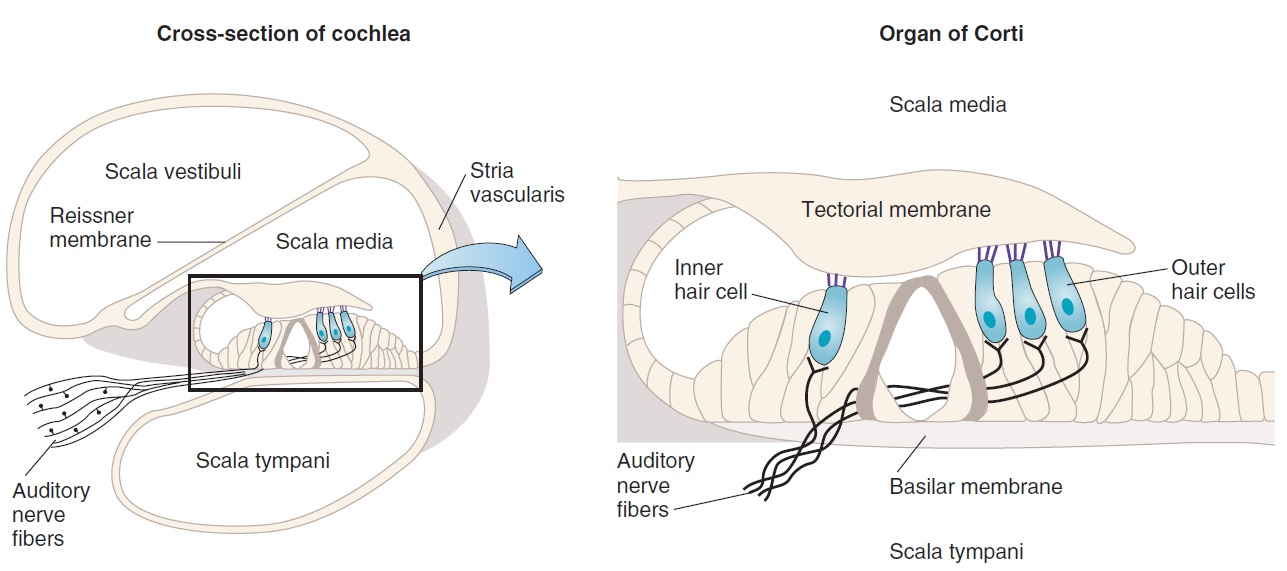 Cross-section of cochlea
Scala vestibuli
Reissner
membrane
Scala media
Stria
vascularis
Scala tympani
Auditory
nerve
fibers
Organ of Corti
Scala media
Tectorial membrane
Inner
hair cell
Outer
hair cells
Auditory
nerve
fibers
Basilar membrane
Scala tympani